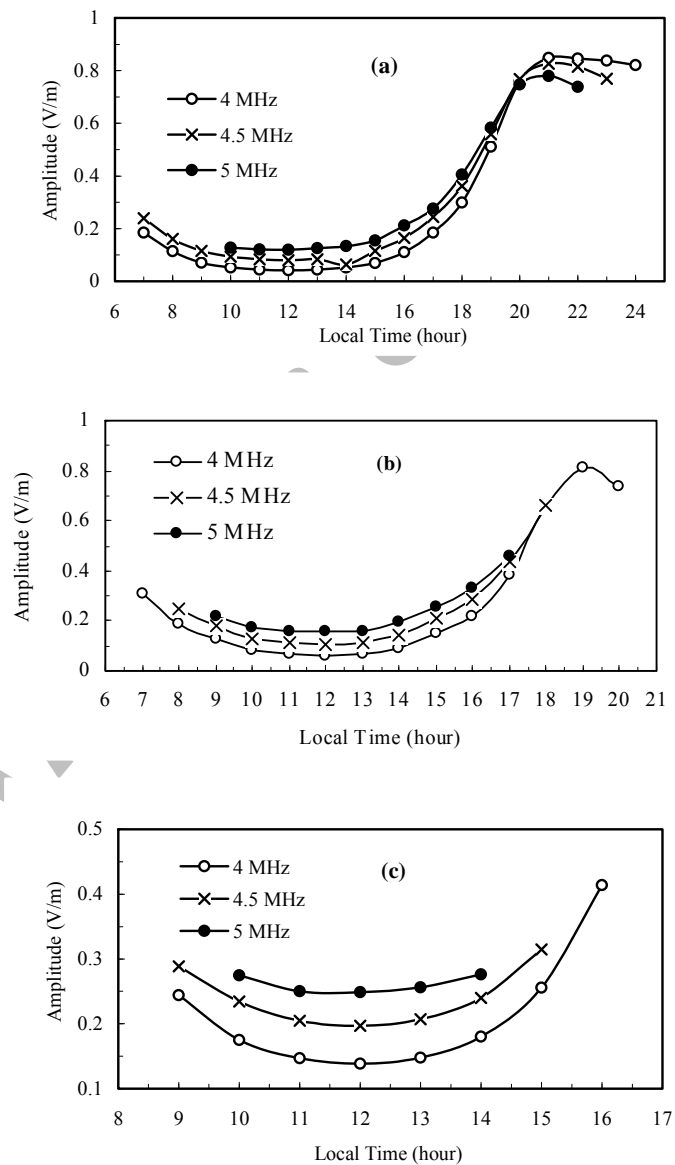 1
0.8
0.6
0.4
0.2
0
Amplitude (V/m)
(a)
4 MHz
4.5 MHz
5 MHz
6 8 10 12 14 16 18 20 22 24
Local Time (hour)
1
0.8
0.6
0.4
0.2
0
Amplitude (V/m)
(b)
4 MHz
4.5 MHz
5 MHz
6 7 8 9 10 11 12 13 14 15 16 17 18 19 20 21
Local Time (hour)
0.5
0.4
0.3
0.2
0.1
Amplitude (V/m)
(c)
4 MHz
4.5 MHz
5 MHz
8 9 10 11 12 13 14 15 16 17
Local Time (hour)